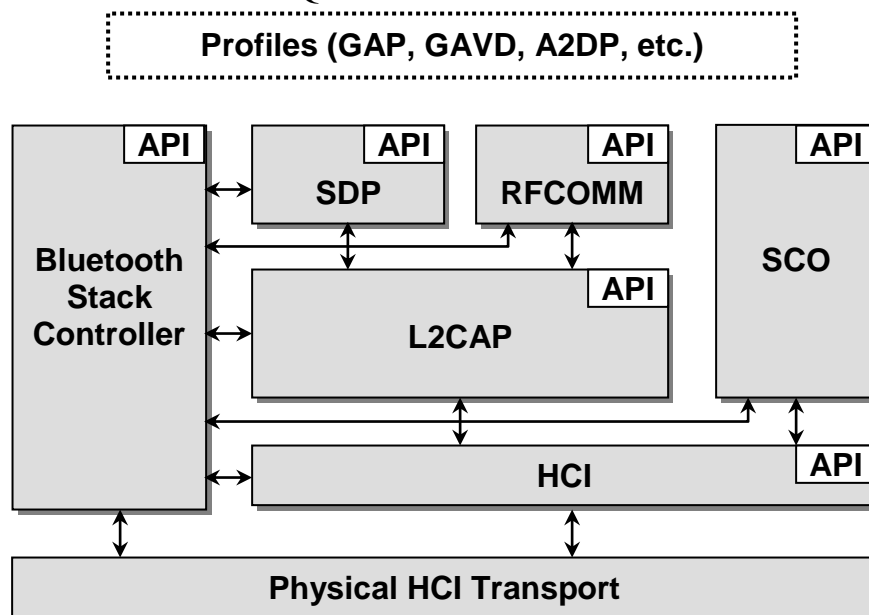 Profiles (GAP, GAVD, A2DP, etc.)
API
API
API
API
SDP
RFCOMM
Bluetooth
Stack
Controller
SCO
API
L2CAP
API
HCI
Physical HCI Transport